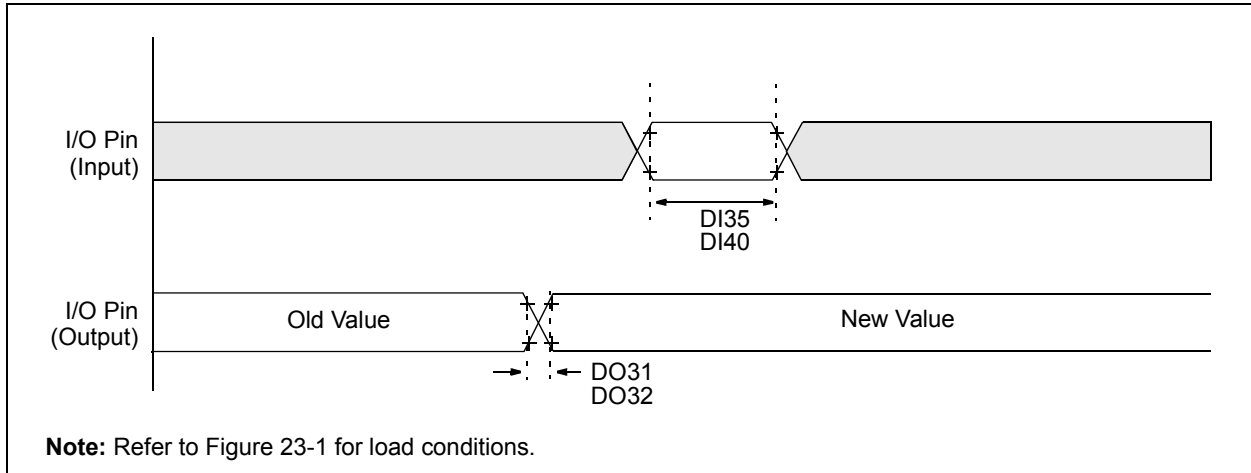 I/O Pin
(Input)
DI35
DI40
I/O Pin
(Output)
Old Value
New Value
DO31
DO32
Note: Refer to Figure 23-1 for load conditions.